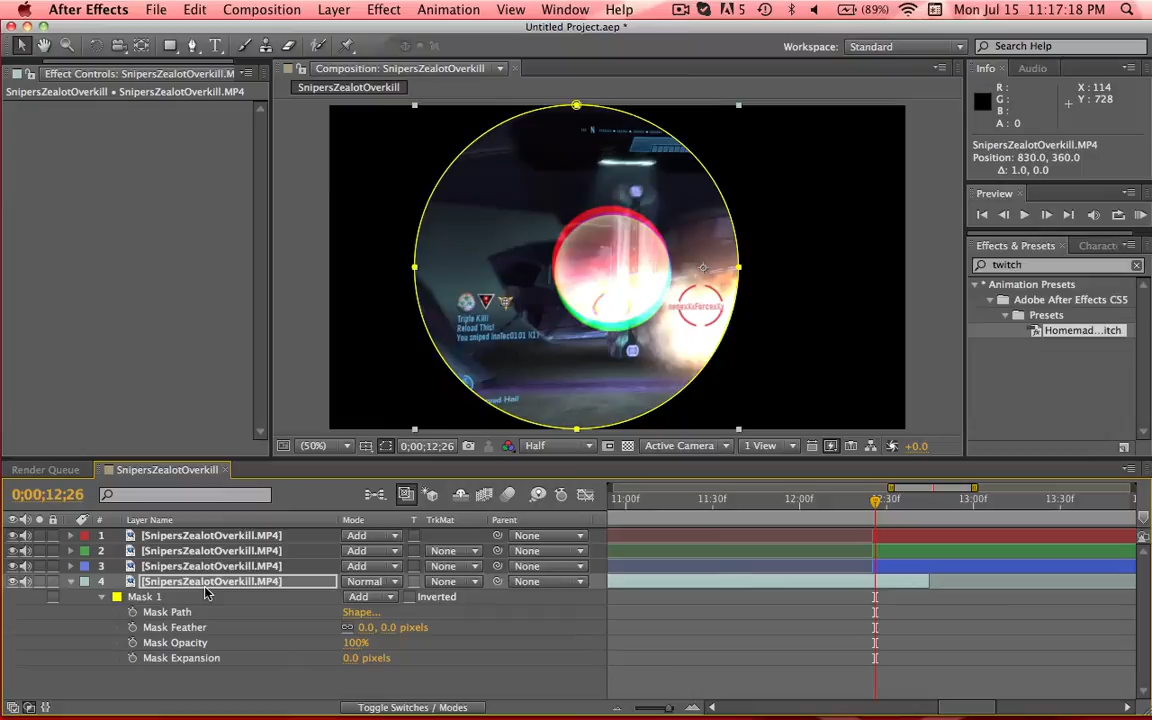 After Effects File Edit Composition Layer Effect Animation View Window Help 5 (89%) Mon Jul 15 11:17:18 PM
Untitled Project.aep *
Workspace: Standard Search Help
Effect Controls: SnipersZealotOverkill.M
SnipersZealotOverkill • SnipersZealotOverkill.MP4
Composition: SnipersZealotOverkill
SnipersZealotOverkill
Info Audio
R:
G:
B:
A: 0
X: 114
Y: 728
SnipersZealotOverkill.MP4
Position: 830.0, 360.0
Δ: 1.0, 0.0
Preview
Effects & Presets Charact
twitch
* Animation Presets
Adobe After Effects CS5
Presets
Homemad...itch
N
Triple Kill!
Reload This!
You sniped
(50%) 0;00;12;26 Half Active Camera 1 View +0.0
Render Queue SnipersZealotOverkill
0;00;12;26
11:00f 11:30f 12:00f 12:30f 13:00f 13:30f
# Layer Name Mode T TrkMat Parent
1 [SnipersZealotOverkill.MP4] Add None
2 [SnipersZealotOverkill.MP4] Add None None
3 [SnipersZealotOverkill.MP4] Add None None
4 [SnipersZealotOverkill.MP4] Normal None None
Mask 1 Add Inverted
Mask Path Shape...
Mask Feather 0.0, 0.0 pixels
Mask Opacity 100%
Mask Expansion 0.0 pixels
Toggle Switches / Modes